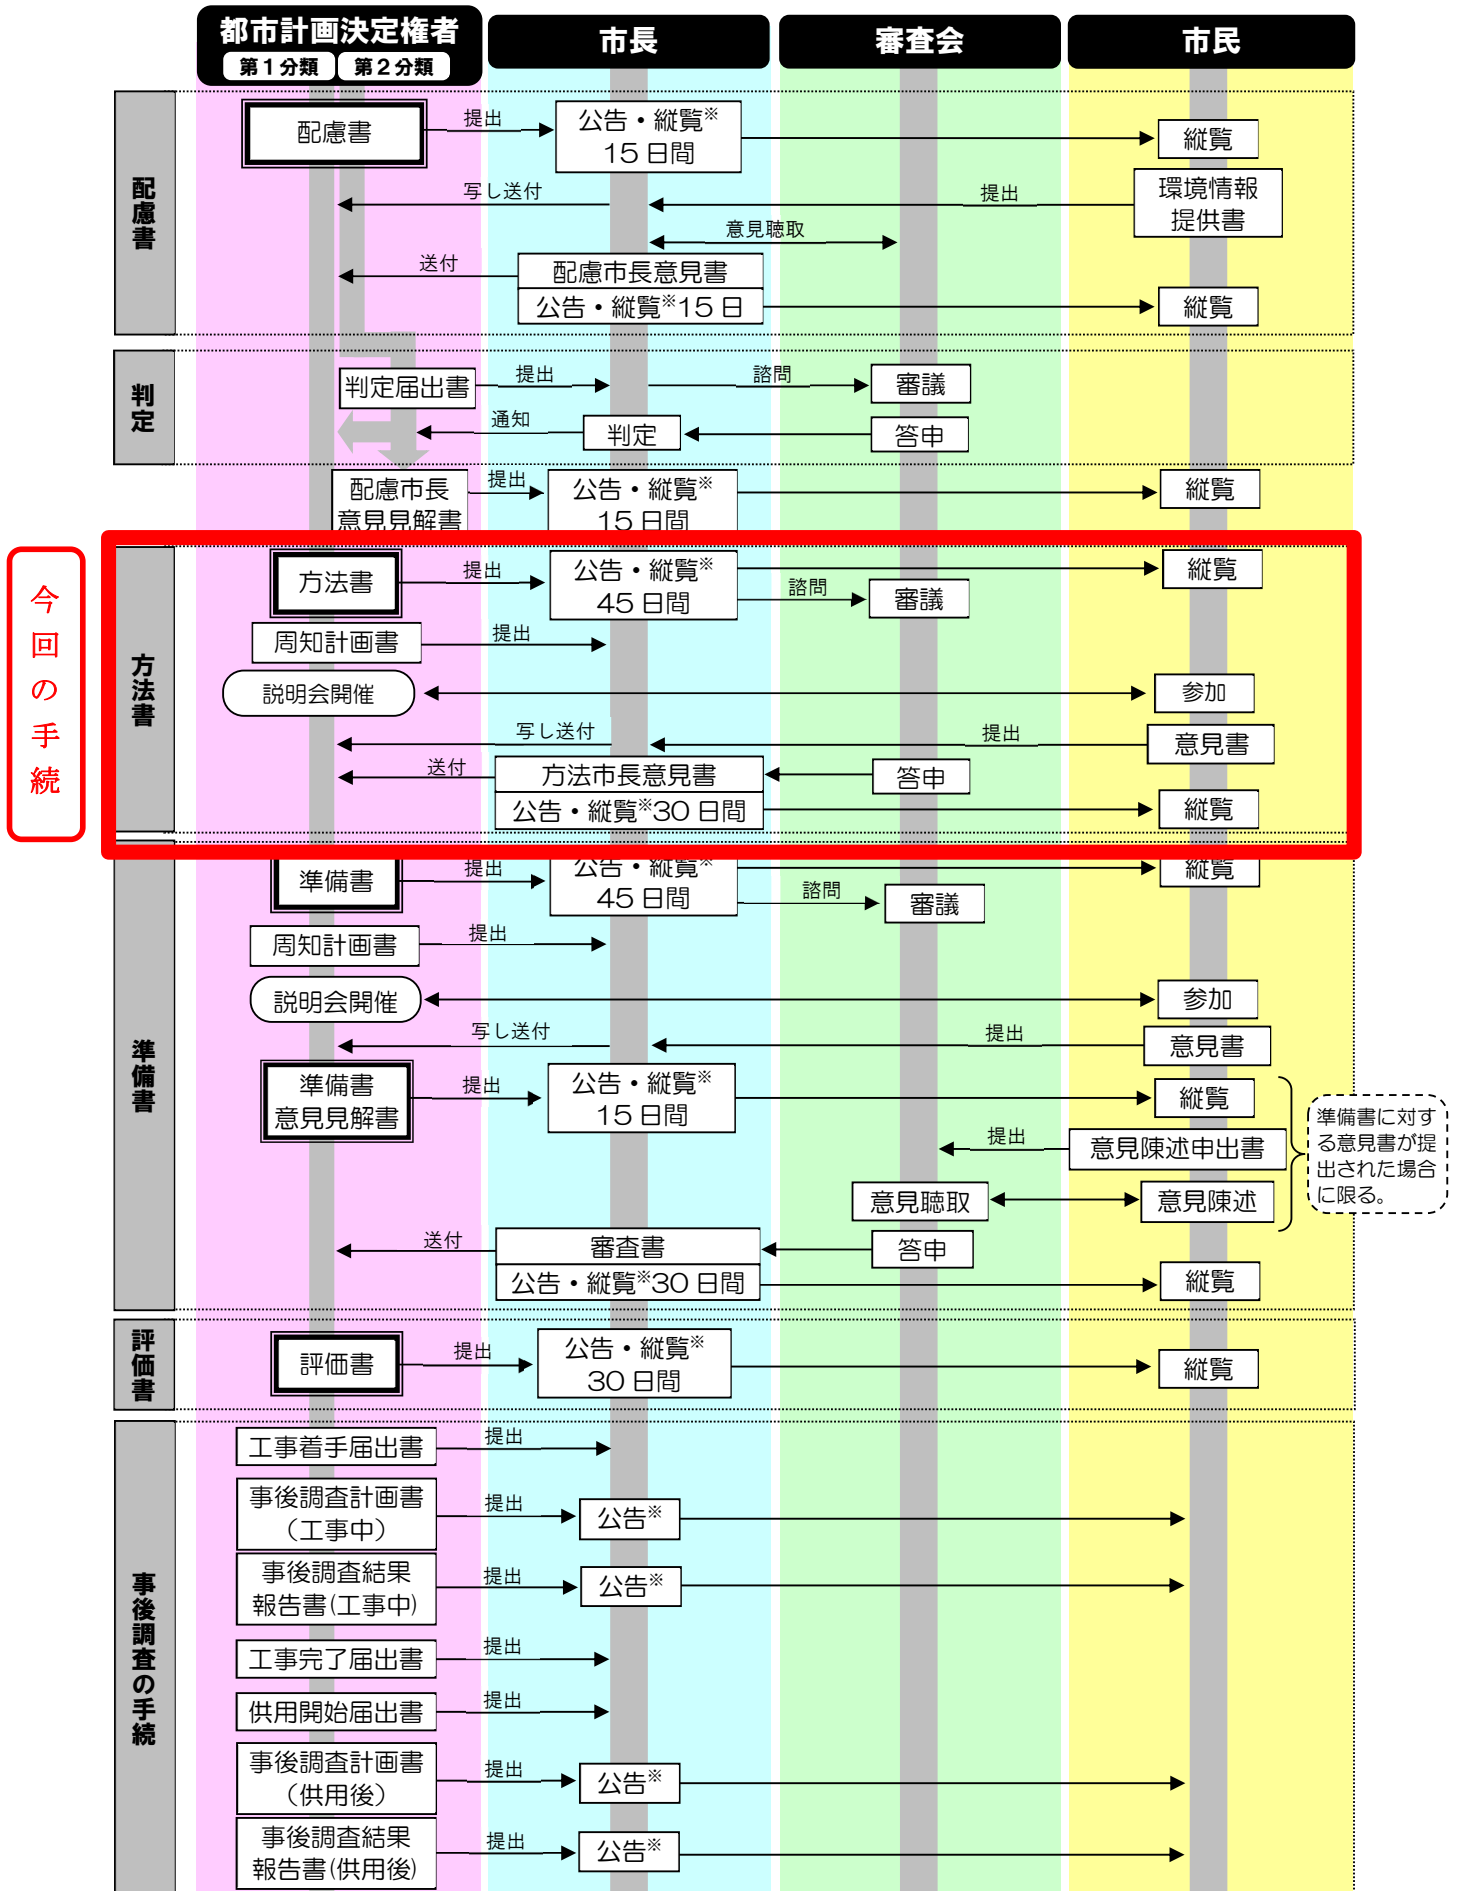 都市計画決定権者
第1分類
第2分類
市長
審査会
市民
配慮書
配慮書
提出
公告・縦覧※
15日間
縦覧
写し送付
提出
環境情報
提供書
意見聴取
送付
配慮市長意見書
公告・縦覧※15日
縦覧
判定
判定届出書
提出
諮問
審議
通知
判定
答申
配慮市長
意見見解書
提出
公告・縦覧※
15日間
縦覧
今回の手続
方法書
方法書
提出
公告・縦覧※
45日間
縦覧
諮問
審議
周知計画書
提出
説明会開催
参加
写し送付
提出
意見書
送付
方法市長意見書
答申
公告・縦覧※30日間
縦覧
準備書
準備書
提出
公告・縦覧※
45日間
縦覧
諮問
審議
周知計画書
提出
説明会開催
参加
写し送付
提出
意見書
準備書
意見見解書
提出
公告・縦覧※
15日間
縦覧
準備書に対す
る意見書が提
出された場合
に限る。
提出
意見陳述申出書
意見聴取
意見陳述
送付
審査書
答申
公告・縦覧※30日間
縦覧
評価書
評価書
提出
公告・縦覧※
30日間
縦覧
事後調査の手続
工事着手届出書
提出
事後調査計画書
(工事中)
提出
公告※
事後調査結果
報告書(工事中)
提出
公告※
工事完了届出書
提出
供用開始届出書
提出
事後調査計画書
(供用後)
提出
公告※
事後調査結果
報告書(供用後)
提出
公告※